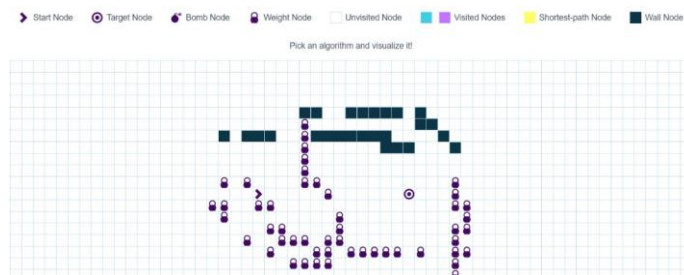 Start Node Target Node Bomb Node Weight Node Unvisited Node Visited Nodes Shortest-path Node Wall Node
Pick an algorithm and visualize it!